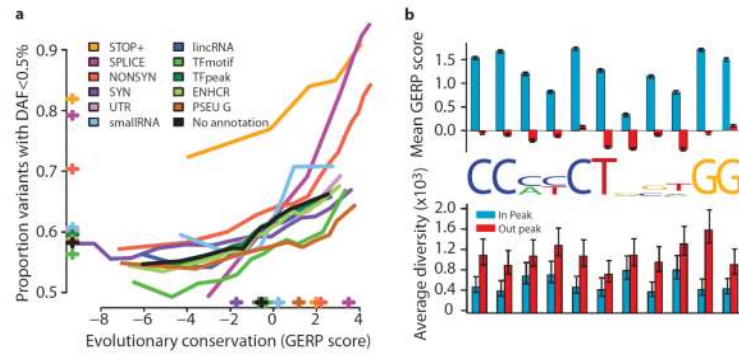 a
Proportion variants with DAF<0.5%
0.9
0.8
0.7
0.6
0.5
STOP+
SPLICE
NONSYN
SYN
UTR
smallRNA
lincRNA
TFmotif
TFpeak
ENHCR
PSEU G
No annotation
−8 −6 −4 −2 0 2 4
Evolutionary conservation (GERP score)
b
Mean GERP score
1.5
1.0
0.5
0.0
CC CT GG
Average diversity (x10³)
2.0
1.6
1.2
0.8
0.4
0
In Peak
Out peak